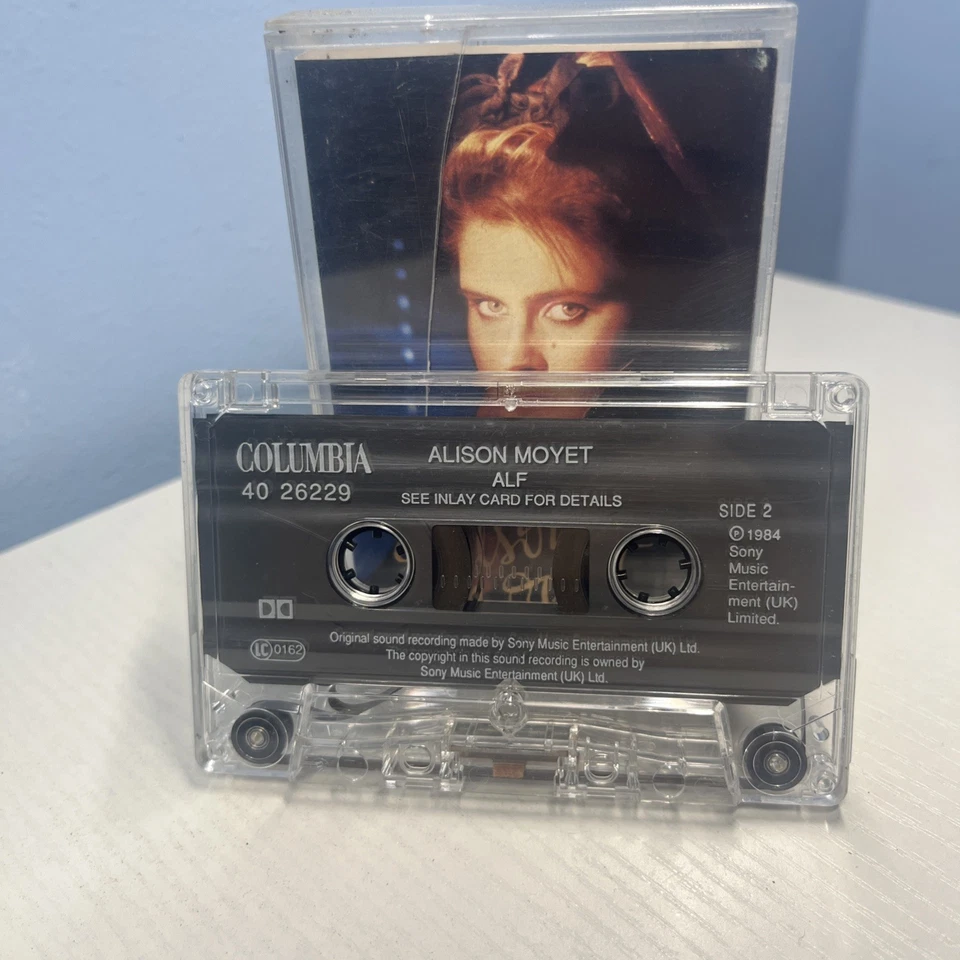 COLUMBIA
40 26229
ALISON MOYET
ALF
SEE INLAY CARD FOR DETAILS
SIDE 2
Ⓟ 1984
Sony
Music
Entertain-
ment (UK)
Limited.
LC 0162
Original sound recording made by Sony Music Entertainment (UK) Ltd.
The copyright in this sound recording is owned by
Sony Music Entertainment (UK) Ltd.